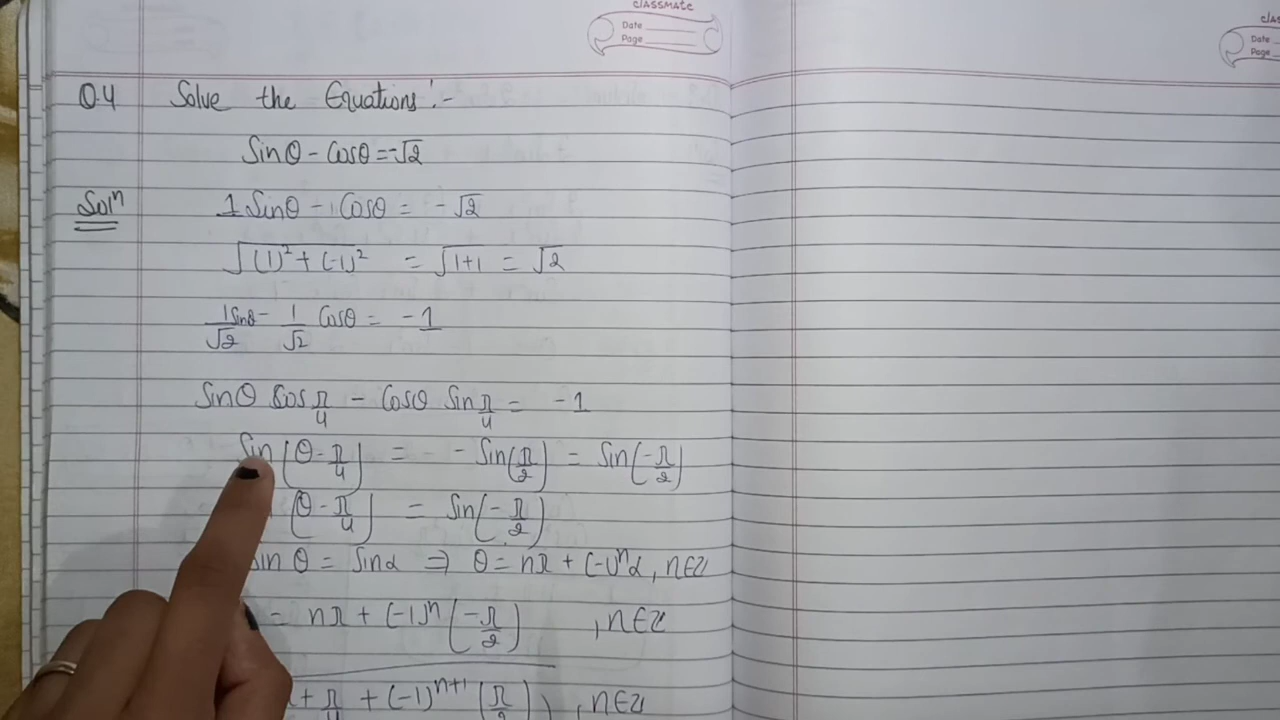 CLASSMATE
Date
Page
Date
Page
Q.4 Solve the Equations:-
Sinθ - Cosθ = -√2
Solⁿ 1 Sinθ - 1 Cosθ = -√2
√(1)² + (-1)² = √1+1 = √2
1/√2 Sinθ - 1/√2 Cosθ = -1
Sinθ Cos π/4 - Cosθ Sin π/4 = -1
Sin(θ - π/4) = - Sin(π/2) = Sin(-π/2)
(θ - π/4) = Sin(-π/2)
Sin θ = Sinα ⇒ θ = nπ + (-1)ⁿα, n∈Z
= nπ + (-1)ⁿ(-π/2), n∈Z
+ π/4 + (-1)ⁿ⁺¹(π/2), n∈Z